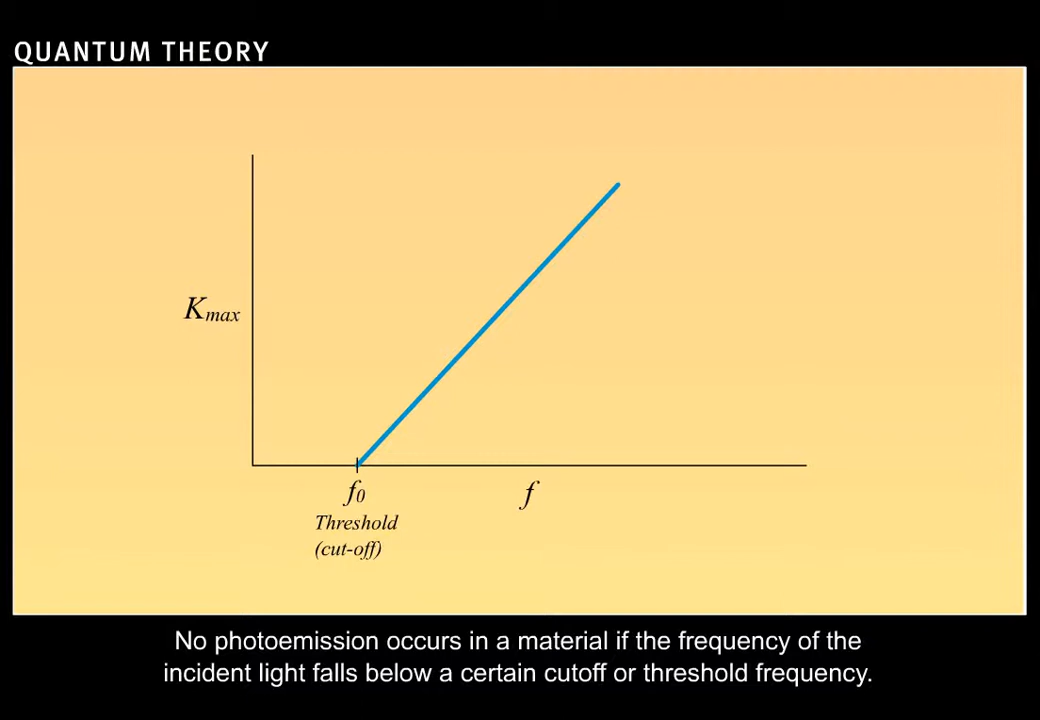 QUANTUM THEORY
Kmax
f0
f
Threshold
(cut-off)
No photoemission occurs in a material if the frequency of the
incident light falls below a certain cutoff or threshold frequency.